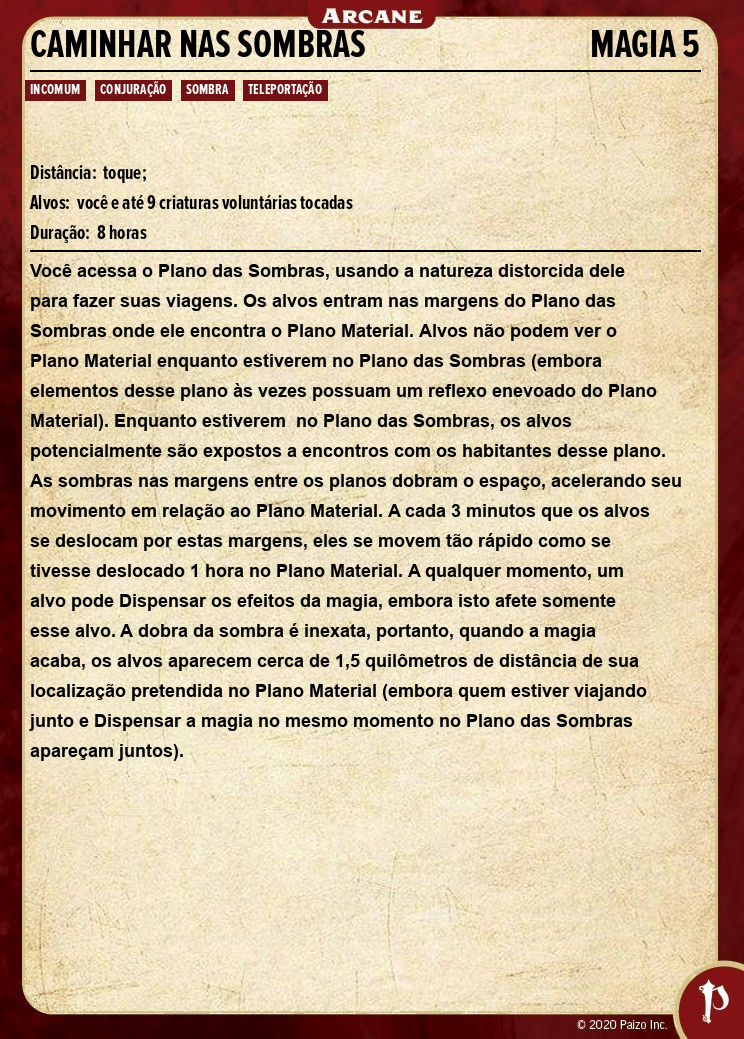 ARCANE
CAMINHAR NAS SOMBRAS MAGIA 5
INCOMUM CONJURAÇÃO SOMBRA TELEPORTAÇÃO
Distância: toque;
Alvos: você e até 9 criaturas voluntárias tocadas
Duração: 8 horas
Você acessa o Plano das Sombras, usando a natureza distorcida dele
para fazer suas viagens. Os alvos entram nas margens do Plano das
Sombras onde ele encontra o Plano Material. Alvos não podem ver o
Plano Material enquanto estiverem no Plano das Sombras (embora
elementos desse plano às vezes possuam um reflexo enevoado do Plano
Material). Enquanto estiverem  no Plano das Sombras, os alvos
potencialmente são expostos a encontros com os habitantes desse plano.
As sombras nas margens entre os planos dobram o espaço, acelerando seu
movimento em relação ao Plano Material. A cada 3 minutos que os alvos
se deslocam por estas margens, eles se movem tão rápido como se
tivesse deslocado 1 hora no Plano Material. A qualquer momento, um
alvo pode Dispensar os efeitos da magia, embora isto afete somente
esse alvo. A dobra da sombra é inexata, portanto, quando a magia
acaba, os alvos aparecem cerca de 1,5 quilômetros de distância de sua
localização pretendida no Plano Material (embora quem estiver viajando
junto e Dispensar a magia no mesmo momento no Plano das Sombras
apareçam juntos).
© 2020 Paizo Inc.